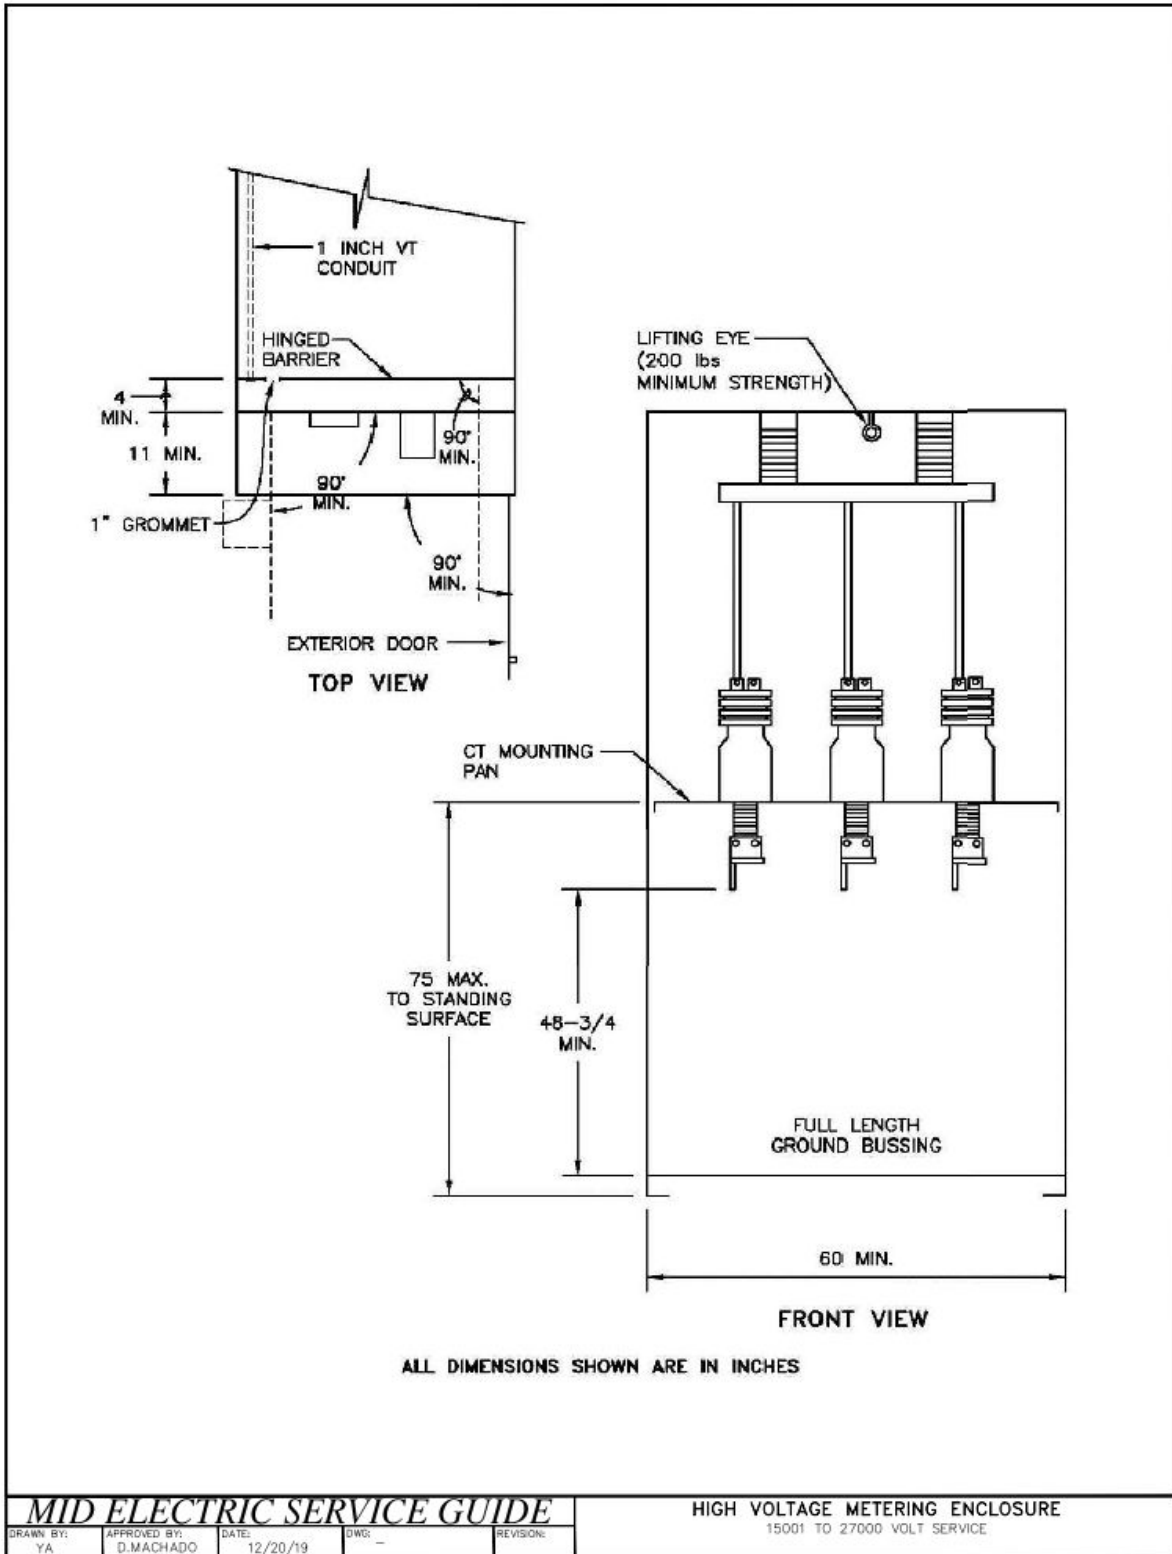 1 INCH VT
CONDUIT
HINGED
BARRIER
4
MIN.
11 MIN.
90°
MIN.
90°
MIN.
1" GROMMET
90°
MIN.
EXTERIOR DOOR
TOP VIEW
LIFTING EYE
(200 lbs
MINIMUM STRENGTH)
CT MOUNTING
PAN
75 MAX.
TO STANDING
SURFACE
48-3/4
MIN.
FULL LENGTH
GROUND BUSSING
60 MIN.
FRONT VIEW
ALL DIMENSIONS SHOWN ARE IN INCHES
MID ELECTRIC SERVICE GUIDE
DRAWN BY:
YA
APPROVED BY:
D.MACHADO
DATE:
12/20/19
DWG:
–
REVISION:
HIGH VOLTAGE METERING ENCLOSURE
15001 TO 27000 VOLT SERVICE